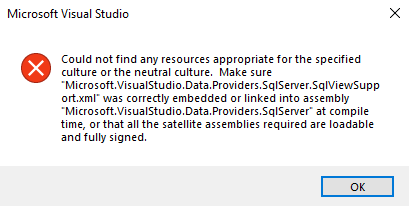 Microsoft Visual Studio
Could not find any resources appropriate for the specified
culture or the neutral culture.  Make sure
"Microsoft.VisualStudio.Data.Providers.SqlServer.SqlViewSupp
ort.xml" was correctly embedded or linked into assembly
"Microsoft.VisualStudio.Data.Providers.SqlServer" at compile
time, or that all the satellite assemblies required are loadable
and fully signed.
OK